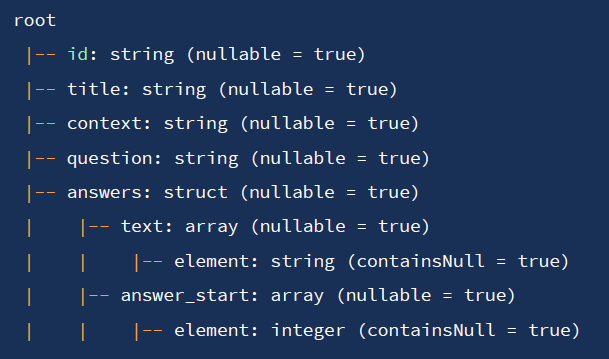 root
 |-- id: string (nullable = true)
 |-- title: string (nullable = true)
 |-- context: string (nullable = true)
 |-- question: string (nullable = true)
 |-- answers: struct (nullable = true)
 |    |-- text: array (nullable = true)
 |    |    |-- element: string (containsNull = true)
 |    |-- answer_start: array (nullable = true)
 |    |    |-- element: integer (containsNull = true)